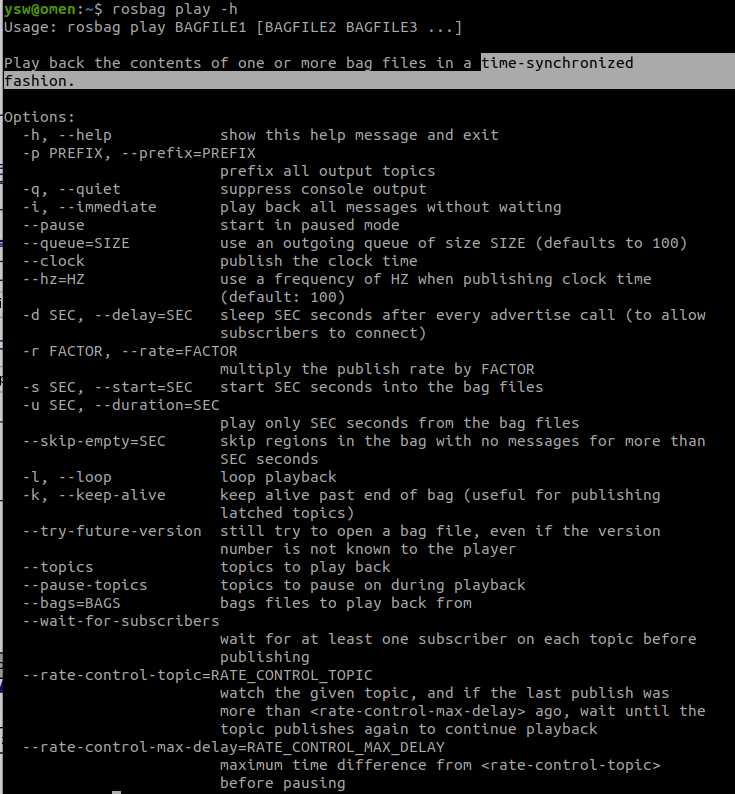 ysw@omen:~$ rosbag play -h
Usage: rosbag play BAGFILE1 [BAGFILE2 BAGFILE3 ...]
Play back the contents of one or more bag files in a time-synchronized
fashion.
Options:
-h, --help show this help message and exit
-p PREFIX, --prefix=PREFIX
prefix all output topics
-q, --quiet suppress console output
-i, --immediate play back all messages without waiting
--pause start in paused mode
--queue=SIZE use an outgoing queue of size SIZE (defaults to 100)
--clock publish the clock time
--hz=HZ use a frequency of HZ when publishing clock time
(default: 100)
-d SEC, --delay=SEC sleep SEC seconds after every advertise call (to allow
subscribers to connect)
-r FACTOR, --rate=FACTOR
multiply the publish rate by FACTOR
-s SEC, --start=SEC start SEC seconds into the bag files
-u SEC, --duration=SEC
play only SEC seconds from the bag files
--skip-empty=SEC skip regions in the bag with no messages for more than
SEC seconds
-l, --loop loop playback
-k, --keep-alive keep alive past end of bag (useful for publishing
latched topics)
--try-future-version still try to open a bag file, even if the version
number is not known to the player
--topics topics to play back
--pause-topics topics to pause on during playback
--bags=BAGS bags files to play back from
--wait-for-subscribers
wait for at least one subscriber on each topic before
publishing
--rate-control-topic=RATE_CONTROL_TOPIC
watch the given topic, and if the last publish was
more than <rate-control-max-delay> ago, wait until the
topic publishes again to continue playback
--rate-control-max-delay=RATE_CONTROL_MAX_DELAY
maximum time difference from <rate-control-topic>
before pausing